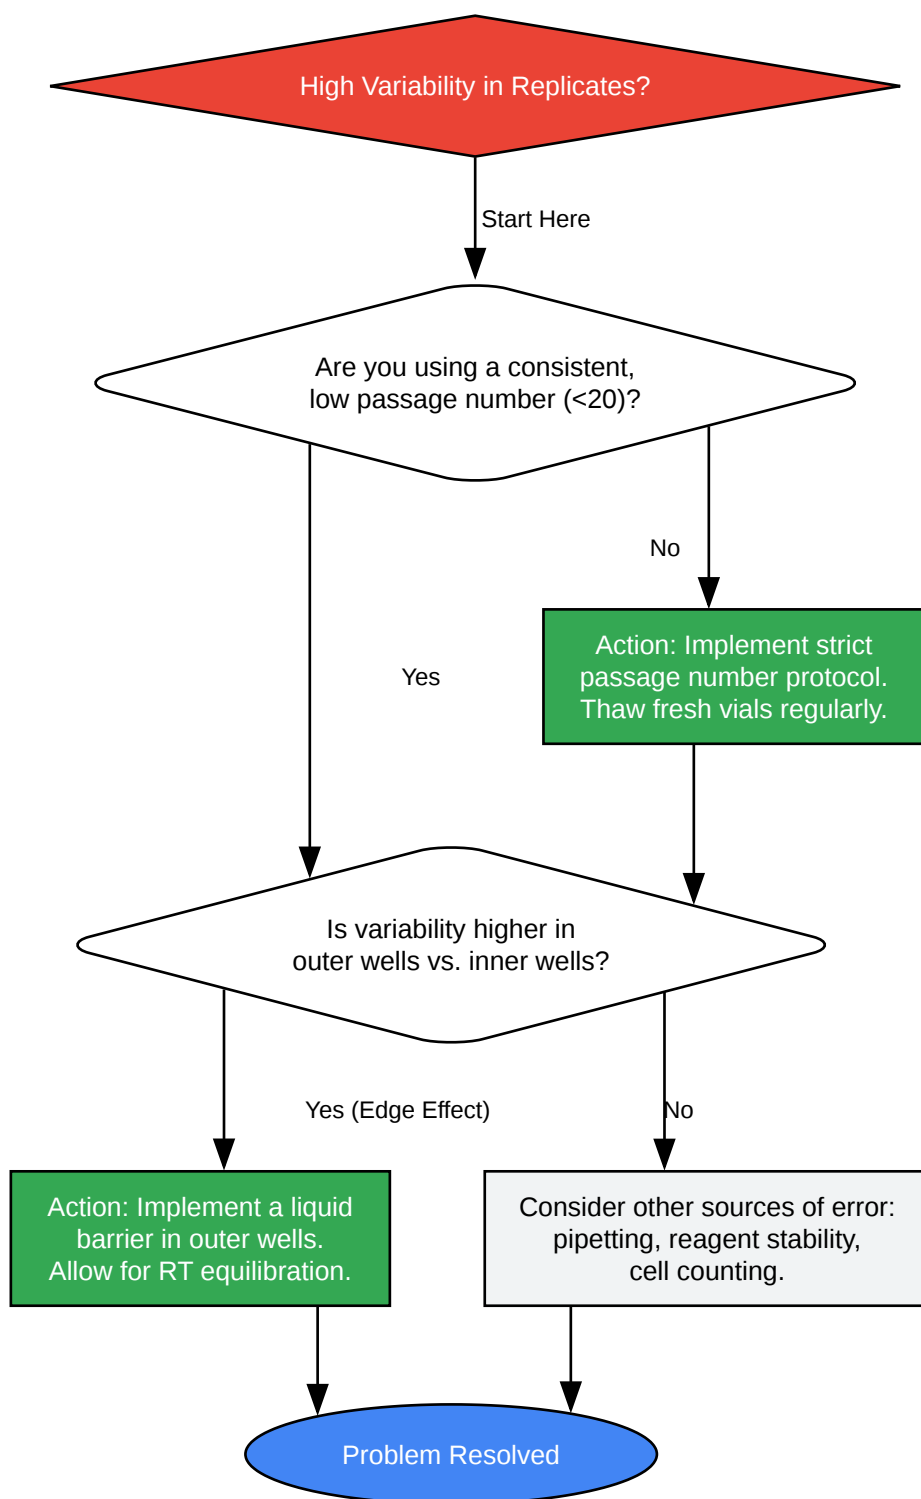 High Variability in Replicates?
Start Here
Are you using a consistent,
low passage number (<20)?
No
Action: Implement strict
passage number protocol.
Thaw fresh vials regularly.
Yes
Is variability higher in
outer wells vs. inner wells?
Yes (Edge Effect)
No
Action: Implement a liquid
barrier in outer wells.
Allow for RT equilibration.
Consider other sources of error:
pipetting, reagent stability,
cell counting.
Problem Resolved